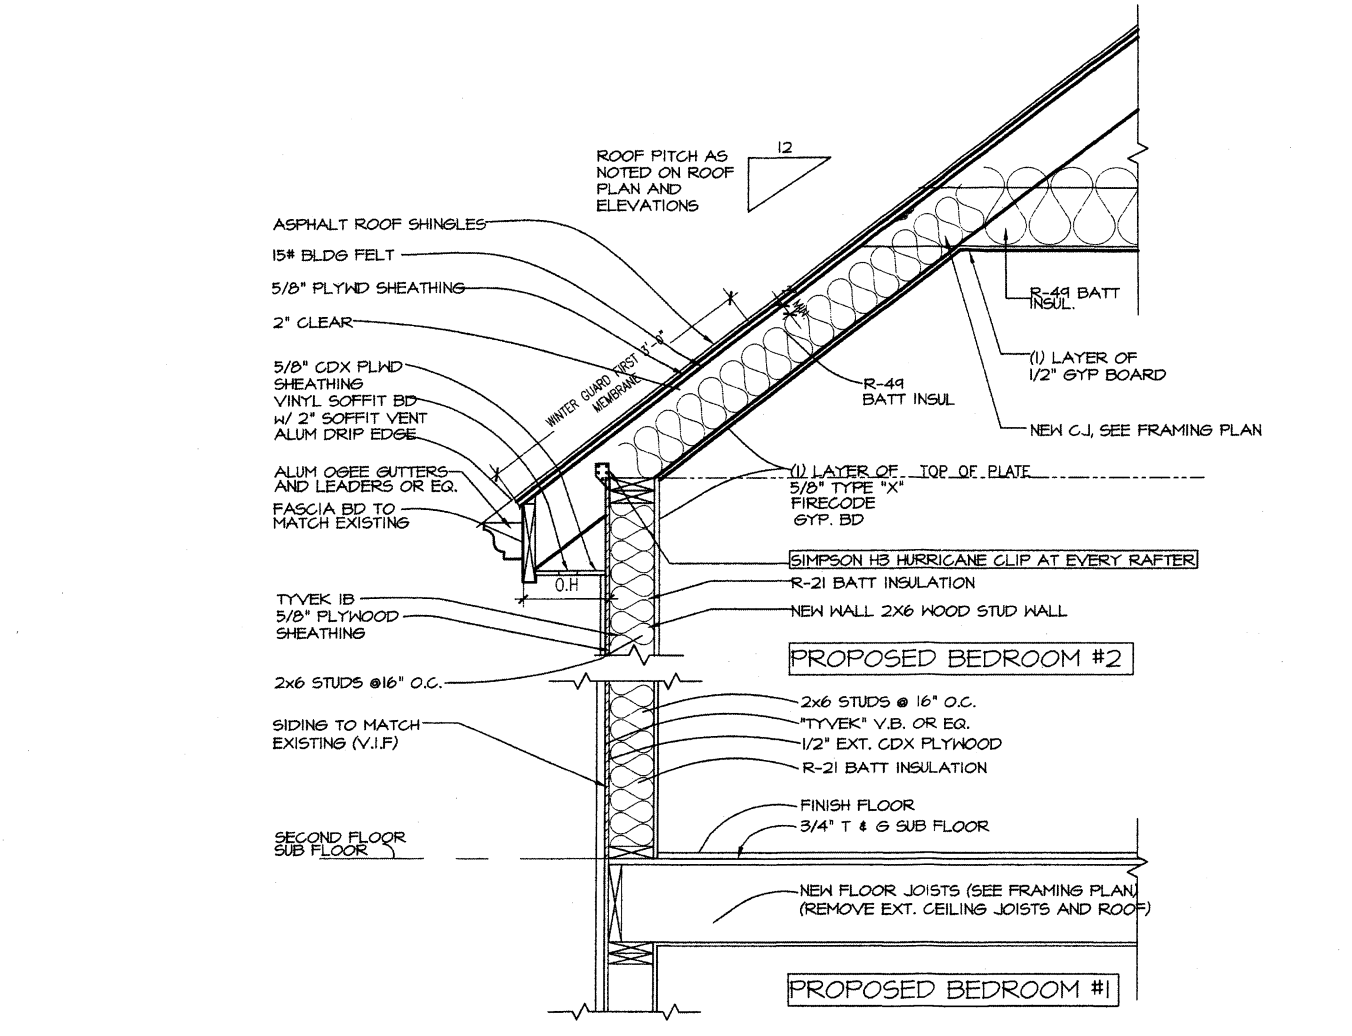 12
ROOF PITCH AS
NOTED ON ROOF
PLAN AND
ELEVATIONS
ASPHALT ROOF SHINGLES
15# BLDG FELT
5/8" PLYWD SHEATHING
2" CLEAR
5/8" CDX PLWD
SHEATHING
VINYL SOFFIT BD
W/ 2" SOFFIT VENT
ALUM DRIP EDGE
ALUM OGEE GUTTERS
AND LEADERS OR EQ.
FASCIA BD TO
MATCH EXISTING
WINTER GUARD FIRST 3'-0"
MEMBRANE
O.H
TYVEK IB
5/8" PLYWOOD
SHEATHING
2x6 STUDS @16" O.C.
SIDING TO MATCH
EXISTING (V.I.F)
SECOND FLOOR
SUB FLOOR
R-49 BATT
INSUL.
(1) LAYER OF
1/2" GYP BOARD
R-49
BATT INSUL
NEW CJ, SEE FRAMING PLAN
(1) LAYER OF
5/8" TYPE "X"
FIRECODE
GYP. BD
TOP OF PLATE
SIMPSON H3 HURRICANE CLIP AT EVERY RAFTER
R-21 BATT INSULATION
NEW WALL 2X6 WOOD STUD WALL
PROPOSED BEDROOM #2
2x6 STUDS @ 16" O.C.
"TYVEK" V.B. OR EQ.
1/2" EXT. CDX PLYWOOD
R-21 BATT INSULATION
FINISH FLOOR
3/4" T & G SUB FLOOR
NEW FLOOR JOISTS (SEE FRAMING PLAN)
(REMOVE EXT. CEILING JOISTS AND ROOF)
PROPOSED BEDROOM #1